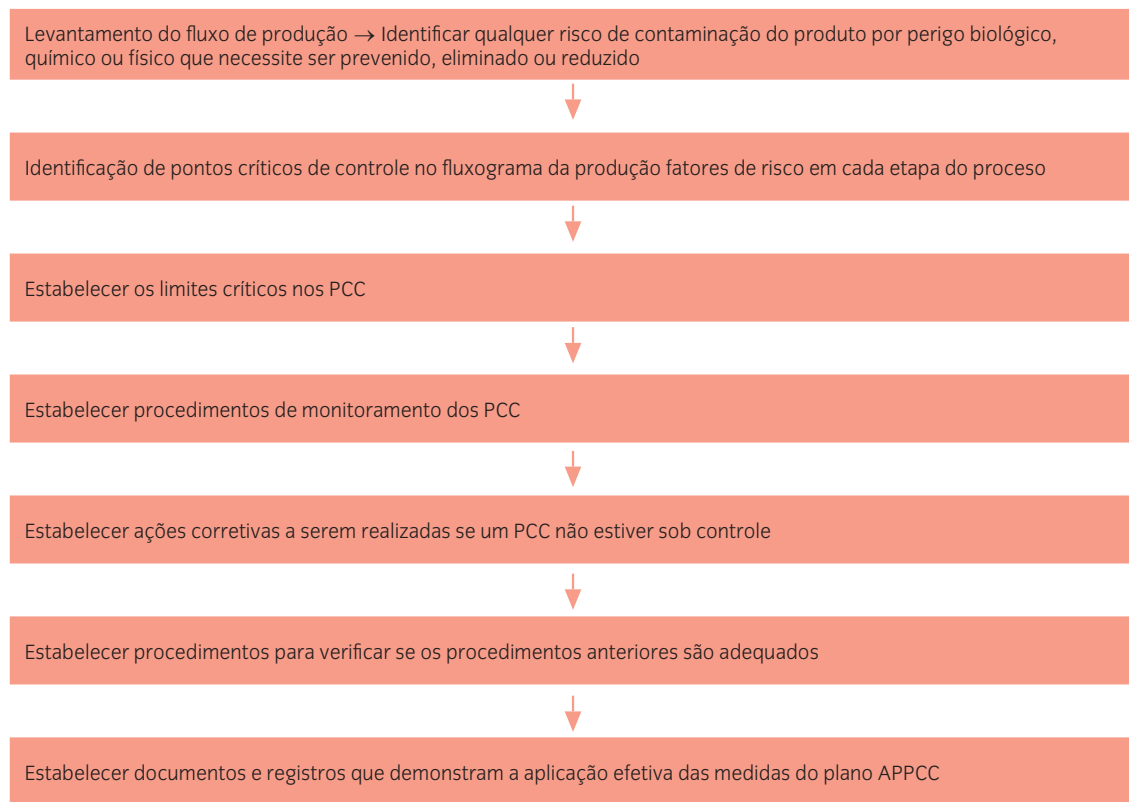 Levantamento do fluxo de produção → Identificar qualquer risco de contaminação do produto por perigo biológico,
químico ou físico que necessite ser prevenido, eliminado ou reduzido
Identificação de pontos críticos de controle no fluxograma da produção fatores de risco em cada etapa do proceso
Estabelecer os limites críticos nos PCC
Estabelecer procedimentos de monitoramento dos PCC
Estabelecer ações corretivas a serem realizadas se um PCC não estiver sob controle
Estabelecer procedimentos para verificar se os procedimentos anteriores são adequados
Estabelecer documentos e registros que demonstram a aplicação efetiva das medidas do plano APPCC